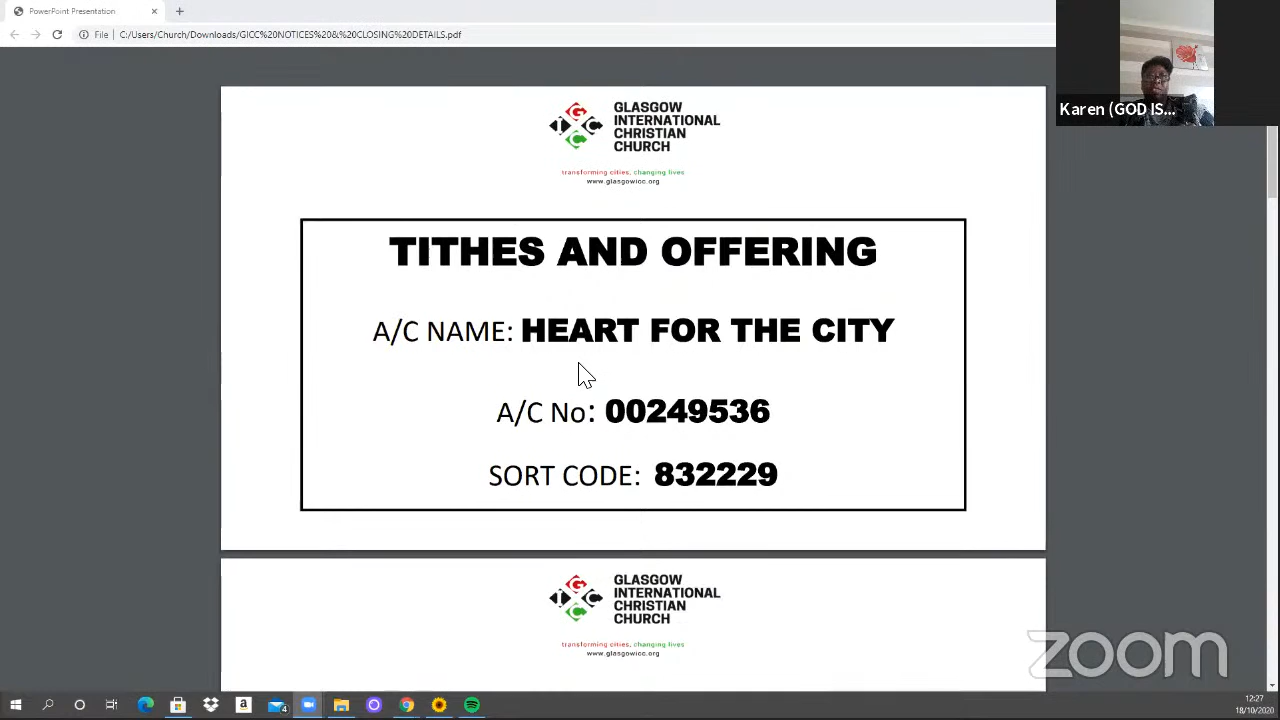 PowerPoint Presentation
File | C:/Users/Church/Downloads/GICC%20NOTICES%20&%20CLOSING%20DETAILS.pdf
Karen (GOD IS...
GLASGOW
INTERNATIONAL
CHRISTIAN
CHURCH
transforming cities, changing lives
www.glasgowicc.org
TITHES AND OFFERING
A/C NAME: HEART FOR THE CITY
A/C No: 00249536
SORT CODE: 832229
GLASGOW
INTERNATIONAL
CHRISTIAN
CHURCH
transforming cities, changing lives
www.glasgowicc.org
zoom
12:27
18/10/2020